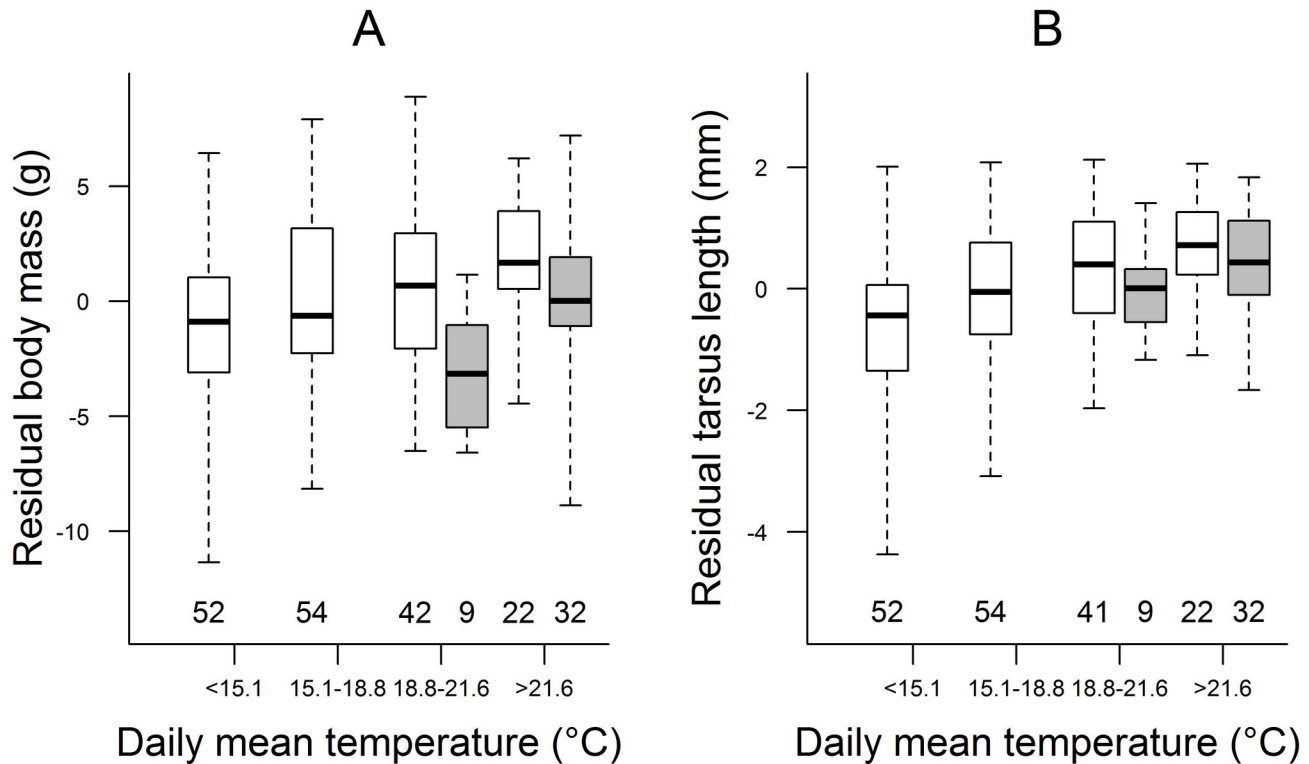 A
Residual body mass (g)
5
0
-5
-10
52 54 42 9 22 32
<15.1 15.1-18.8 18.8-21.6 >21.6
Daily mean temperature (°C)
B
Residual tarsus length (mm)
2
0
-2
-4
52 54 41 9 22 32
<15.1 15.1-18.8 18.8-21.6 >21.6
Daily mean temperature (°C)